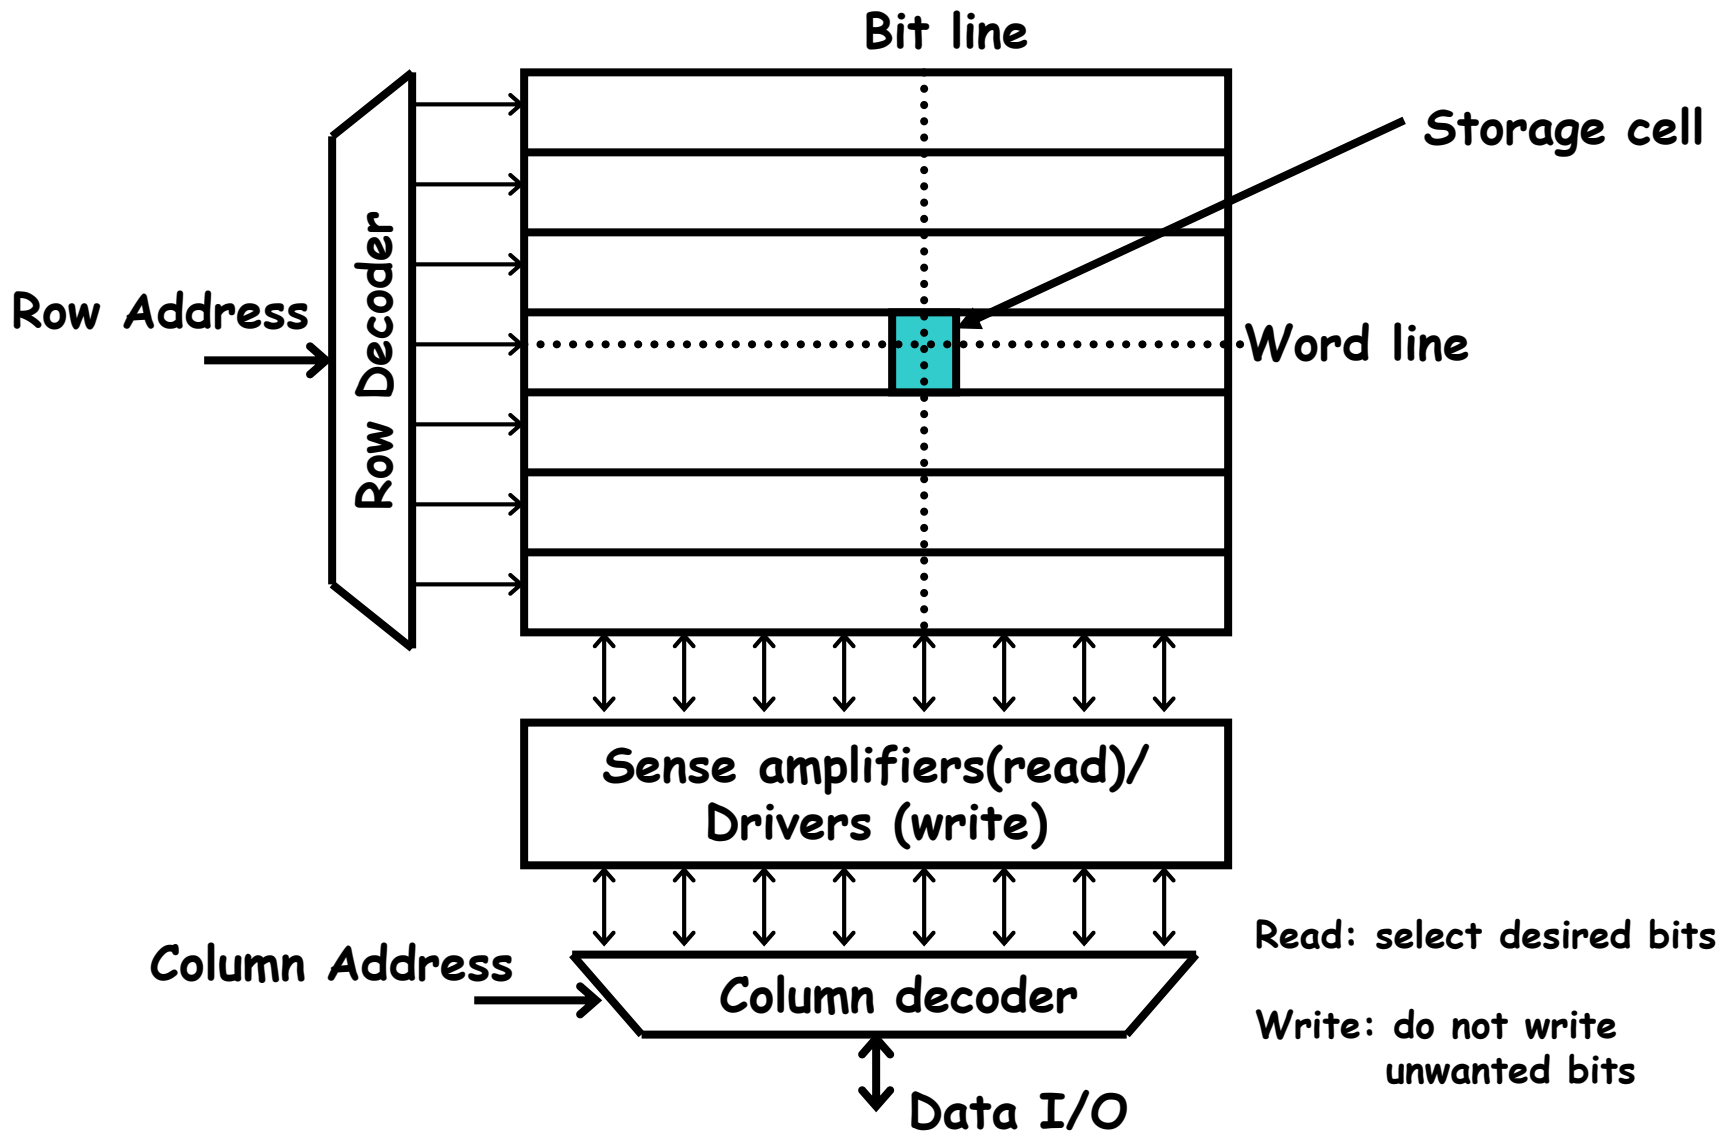 Bit line
Storage cell
Row Address
Row Decoder
Word line
Sense amplifiers(read)/
Drivers (write)
Column Address
Column decoder
Read: select desired bits
Write: do not write
unwanted bits
Data I/O